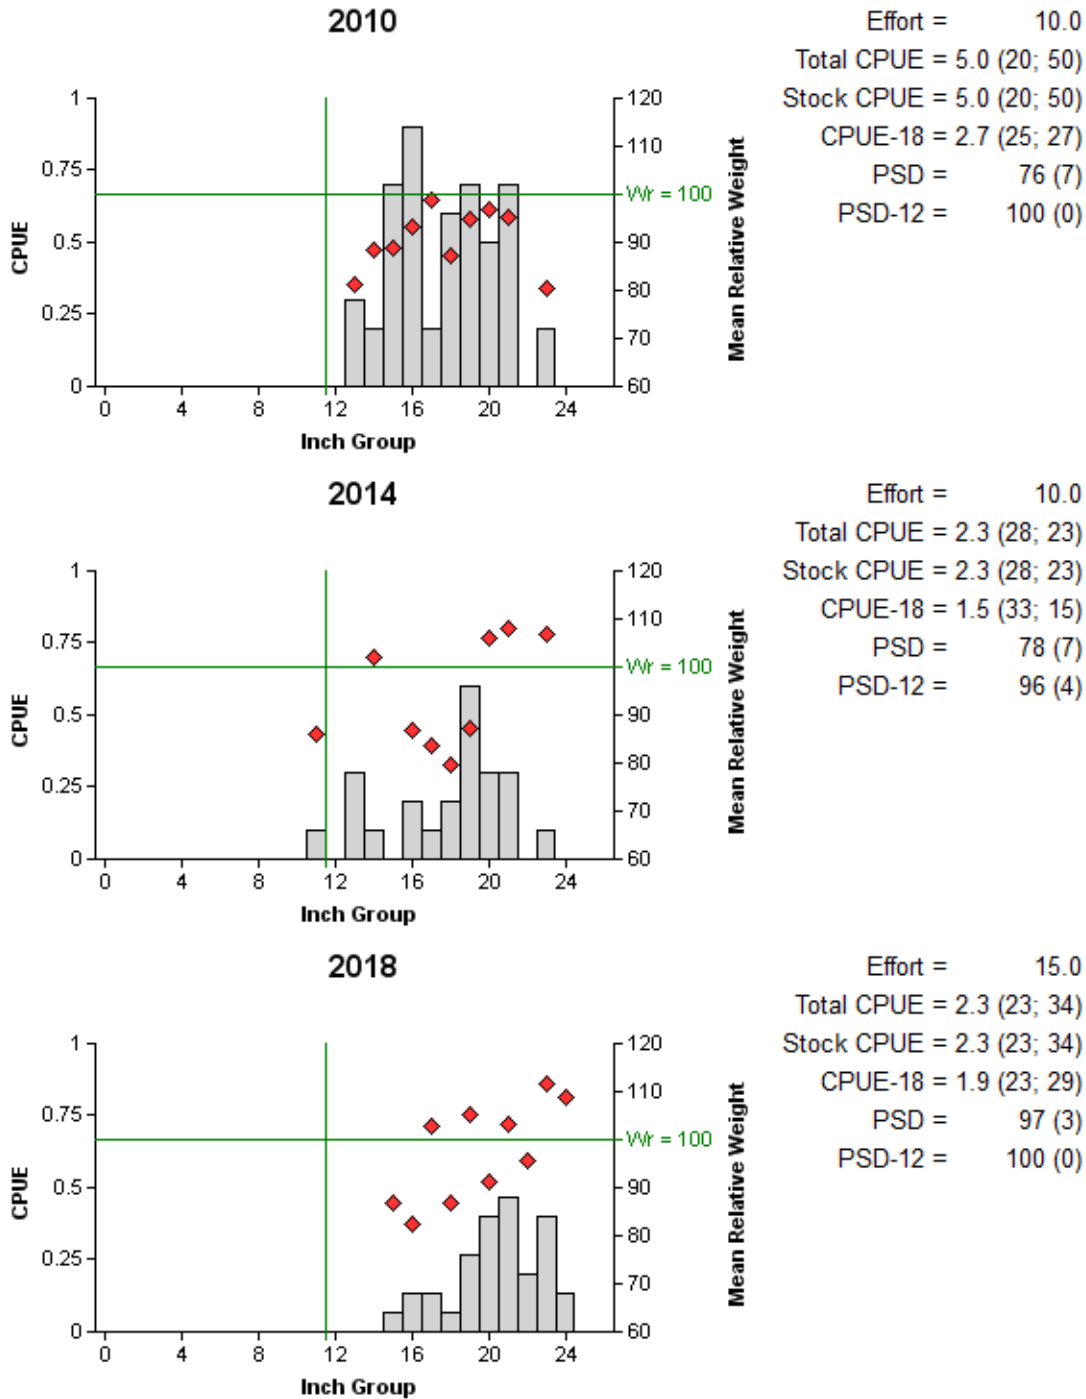 2010
Effort = 10.0
Total CPUE = 5.0 (20; 50)
Stock CPUE = 5.0 (20; 50)
CPUE-18 = 2.7 (25; 27)
PSD = 76 (7)
PSD-12 = 100 (0)
1
0.75
0.5
0.25
0
CPUE
120
110
Wr = 100
90
80
70
60
Mean Relative Weight
0 4 8 12 16 20 24
Inch Group
2014
Effort = 10.0
Total CPUE = 2.3 (28; 23)
Stock CPUE = 2.3 (28; 23)
CPUE-18 = 1.5 (33; 15)
PSD = 78 (7)
PSD-12 = 96 (4)
1
0.75
0.5
0.25
0
CPUE
120
110
Wr = 100
90
80
70
60
Mean Relative Weight
0 4 8 12 16 20 24
Inch Group
2018
Effort = 15.0
Total CPUE = 2.3 (23; 34)
Stock CPUE = 2.3 (23; 34)
CPUE-18 = 1.9 (23; 29)
PSD = 97 (3)
PSD-12 = 100 (0)
1
0.75
0.5
0.25
0
CPUE
120
110
Wr = 100
90
80
70
60
Mean Relative Weight
0 4 8 12 16 20 24
Inch Group